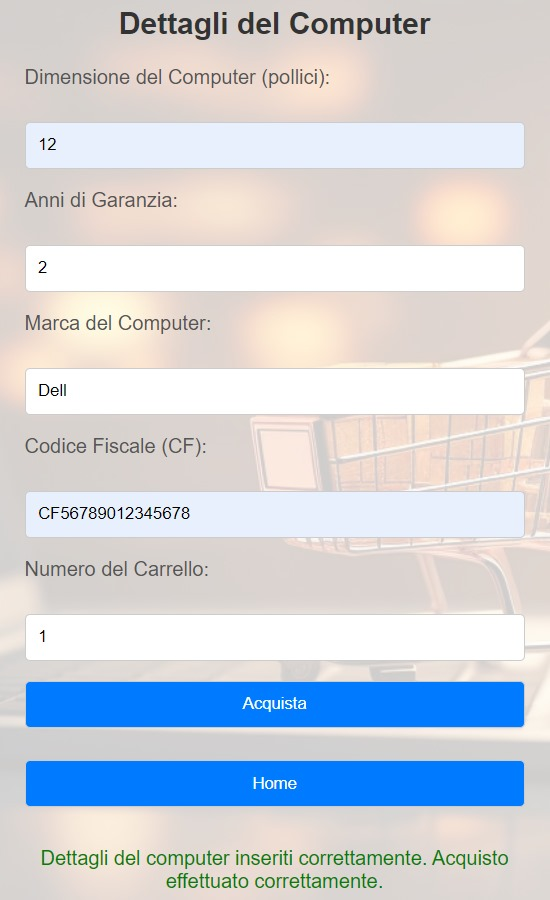 Dettagli del Computer
Dimensione del Computer (pollici):
12
Anni di Garanzia:
2
Marca del Computer:
Dell
Codice Fiscale (CF):
CF56789012345678
Numero del Carrello:
1
Acquista
Home
Dettagli del computer inseriti correttamente. Acquisto
effettuato correttamente.